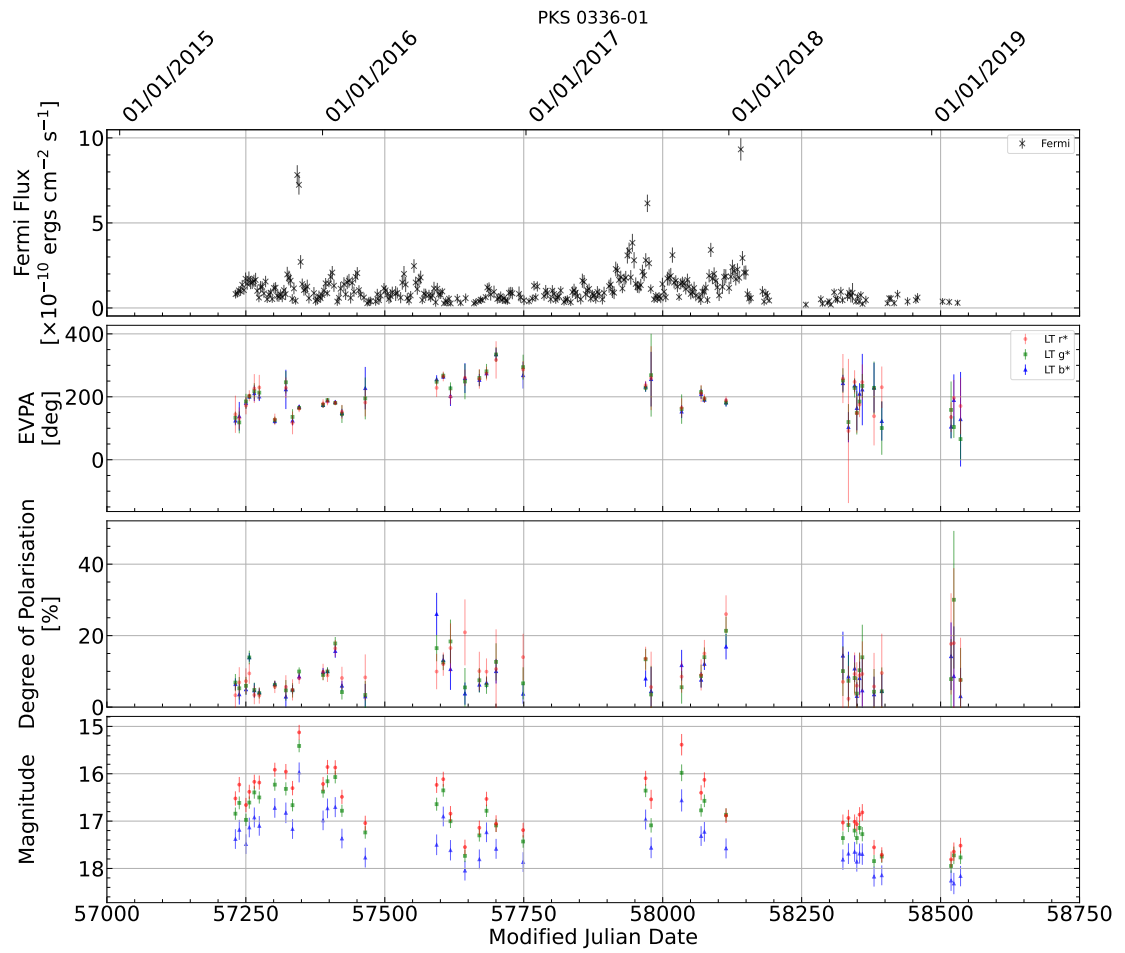 PKS 0336-01
01/01/2015 01/01/2016 01/01/2017 01/01/2018 01/01/2019
Fermi Flux
[×10⁻¹⁰ ergs cm⁻² s⁻¹]
10
5
0
Fermi
EVPA
[deg]
400
200
0
LT r*
LT g*
LT b*
Degree of Polarisation
[%]
40
20
0
Magnitude
15
16
17
18
57000 57250 57500 57750 58000 58250 58500 58750
Modified Julian Date